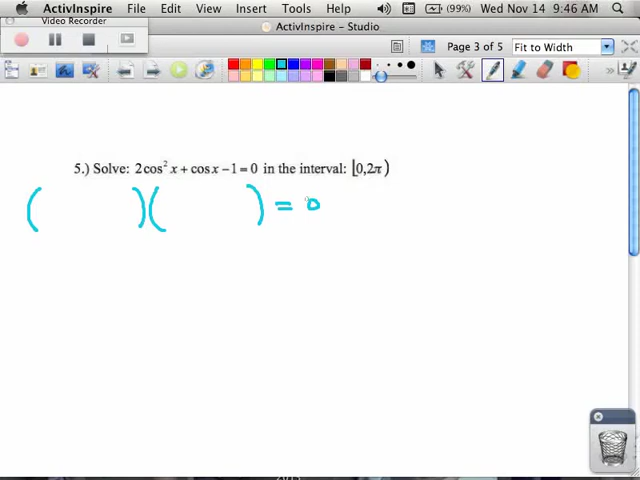 ActivInspire File Edit View Insert Tools Help (99%) Wed Nov 14 9:46 AM
Video Recorder
ActivInspire - Studio
Page 3 of 5 Fit to Width
5.) Solve: 2cos² x + cos x − 1 = 0 in the interval: [0,2π)
( )( ) = 0